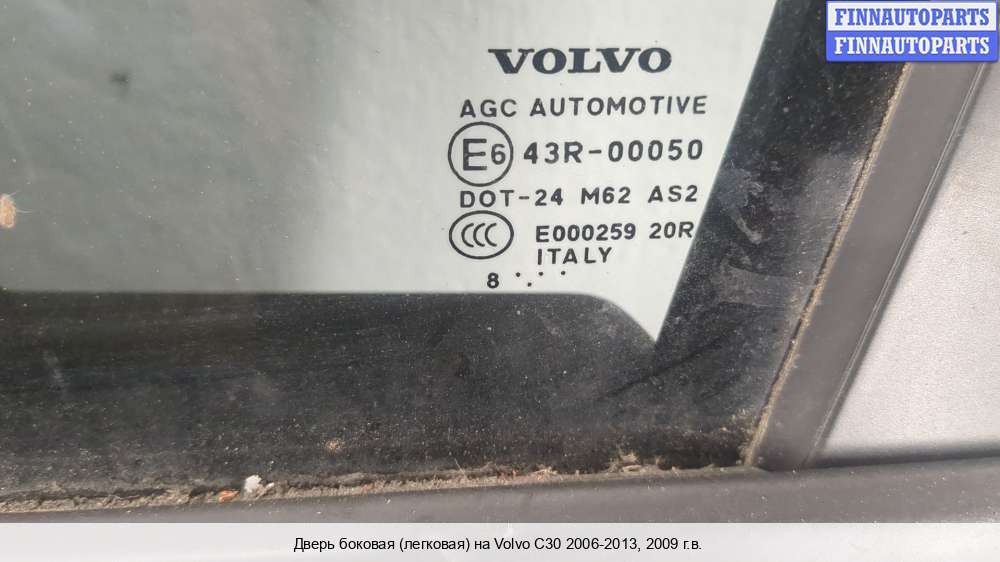 FINNAUTOPARTS
FINNAUTOPARTS
VOLVO
AGC AUTOMOTIVE
E6 43R-00050
DOT-24 M62 AS2
CCC E000259 20R
ITALY
8 . . . . .
Дверь боковая (легковая) на Volvo C30 2006-2013, 2009 г.в.